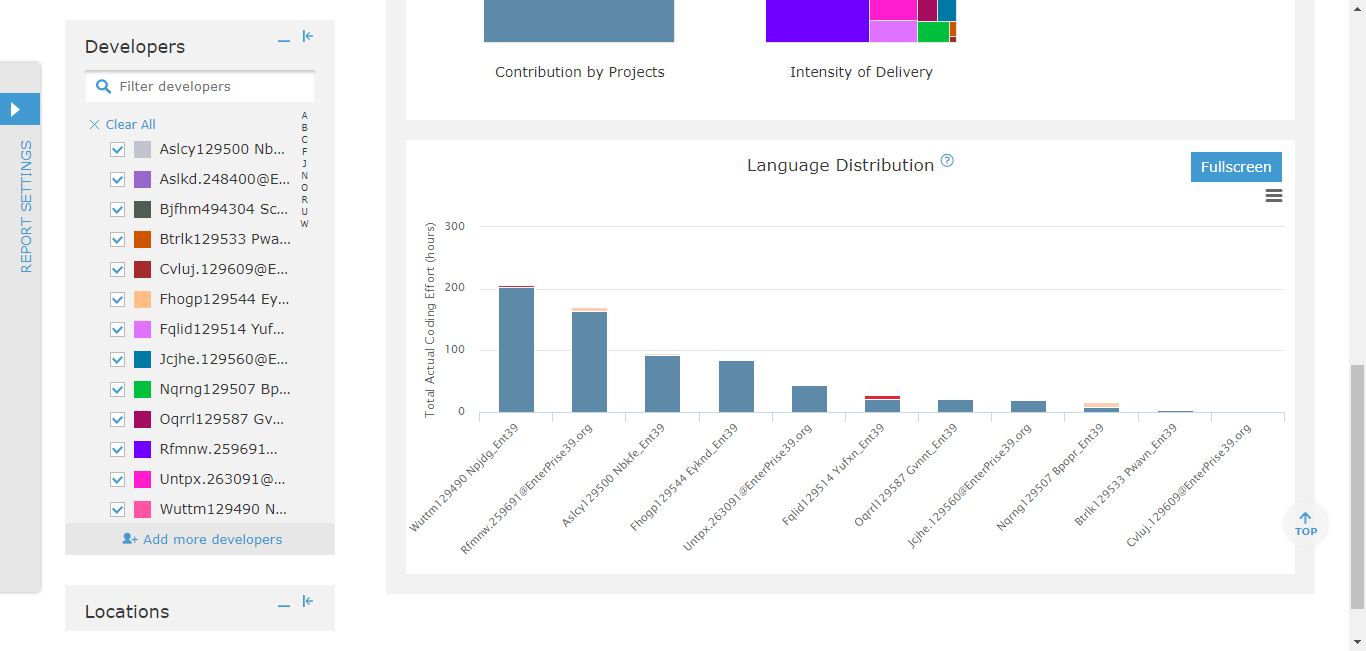 REPORT SETTINGS
Developers
Filter developers
Clear All
A
B
C
F
J
N
O
R
U
W
Aslcy129500 Nb...
Aslkd.248400@E...
Bjfhm494304 Sc...
Btrlk129533 Pwa...
Cvluj.129609@E...
Fhogp129544 Ey...
Fqlid129514 Yuf...
Jcjhe.129560@E...
Nqrng129507 Bp...
Oqrrl129587 Gv...
Rfmnw.259691...
Untpx.263091@...
Wuttm129490 N...
Add more developers
Locations
Contribution by Projects
Intensity of Delivery
Language Distribution ?
Fullscreen
Total Actual Coding Effort (hours)
300
200
100
0
Wuttm129490 Npjdg_Ent39
Rfmnw.259691@EnterPrise39.org
Aslcy129500 Nbkfe_Ent39
Fhogp129544 Eyknd_Ent39
Untpx.263091@EnterPrise39.org
Fqlid129514 Yufxn_Ent39
Oqrrl129587 Gvnnt_Ent39
Jcjhe.129560@EnterPrise39.org
Nqrng129507 Bpopr_Ent39
Btrlk129533 Pwavn_Ent39
Cvluj.129609@EnterPrise39.org
TOP